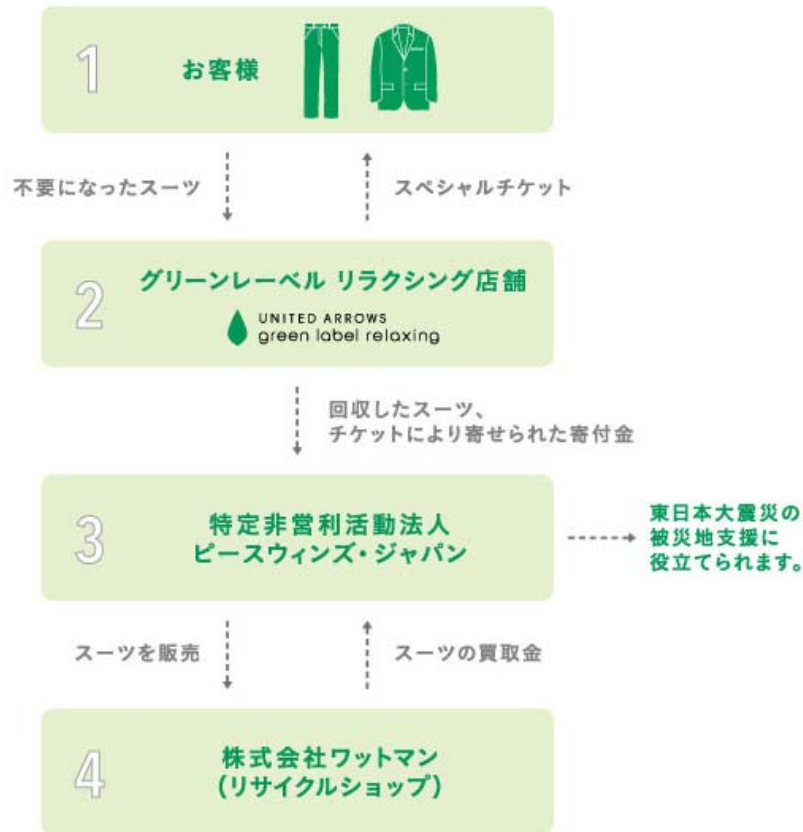 1
お客様
不要になったスーツ
スペシャルチケット
2
グリーンレーベル リラクシング店舗
UNITED ARROWS
green label relaxing
回収したスーツ、
チケットにより寄せられた寄付金
3
特定非営利活動法人
ピースウィンズ・ジャパン
東日本大震災の
被災地支援に
役立てられます。
スーツを販売
スーツの買取金
4
株式会社ワットマン
(リサイクルショップ)